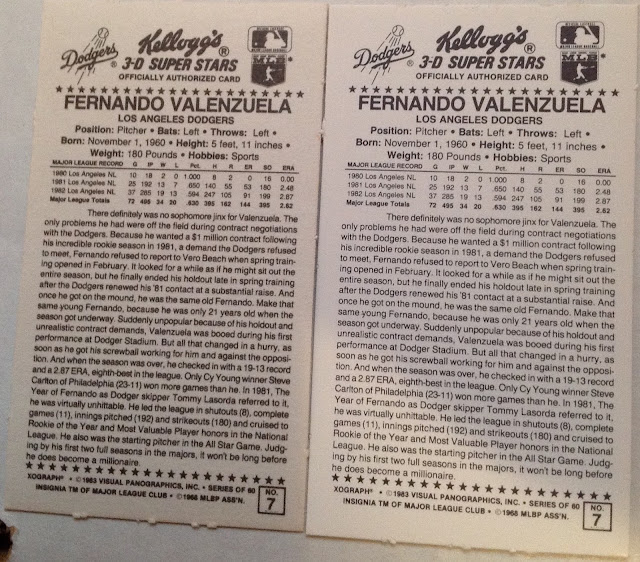 Dodgers
Kellogg's®
® 3-D SUPER STARS
OFFICIALLY AUTHORIZED CARD
MLB
FERNANDO VALENZUELA
LOS ANGELES DODGERS
Position: Pitcher • Bats: Left • Throws: Left •
Born: November 1, 1960 • Height: 5 feet, 11 inches •
Weight: 180 Pounds • Hobbies: Sports
MAJOR LEAGUE RECORD G IP W L Pct. H R ER SO ERA
1980 Los Angeles NL 10 18 2 0 1.000 8 2 0 16 0.00
1981 Los Angeles NL 25 192 13 7 .650 140 55 53 180 2.48
1982 Los Angeles NL 37 285 19 13 .594 247 105 91 199 2.87
Major League Totals 72 495 34 20 .630 395 162 144 395 2.62
There definitely was no sophomore jinx for Valenzuela. The
only problems he had were off the field during contract negotiations
with the Dodgers. Because he wanted a $1 million contract following
his incredible rookie season in 1981, a demand the Dodgers refused
to meet, Fernando refused to report to Vero Beach when spring train-
ing opened in February. It looked for a while as if he might sit out the
entire season, but he finally ended his holdout late in spring training
after the Dodgers renewed his '81 contact at a substantial raise. And
once he got on the mound, he was the same old Fernando. Make that
same young Fernando, because he was only 21 years old when the
season got underway. Suddenly unpopular because of his holdout and
unrealistic contract demands, Valenzuela was booed during his first
performance at Dodger Stadium. But all that changed in a hurry, as
soon as he got his screwball working for him and against the opposi-
tion. And when the season was over, he checked in with a 19-13 record
and a 2.87 ERA, eighth-best in the league. Only Cy Young winner Steve
Carlton of Philadelphia (23-11) won more games than he. In 1981, The
Year of Fernando as Dodger skipper Tommy Lasorda referred to it,
he was virtually unhittable. He led the league in shutouts (8), complete
games (11), innings pitched (192) and strikeouts (180) and cruised to
Rookie of the Year and Most Valuable Player honors in the National
League. He also was the starting pitcher in the All Star Game. Judg-
ing by his first two full seasons in the majors, it won't be long before
he does become a millionaire.
XOGRAPH® • ©1983 VISUAL PANOGRAPHICS, INC. • SERIES OF 60
INSIGNIA TM OF MAJOR LEAGUE CLUB • ©1968 MLBP ASS'N.
NO.
7
Dodgers
Kellogg's®
® 3-D SUPER STARS
OFFICIALLY AUTHORIZED CARD
MLB
FERNANDO VALENZUELA
LOS ANGELES DODGERS
Position: Pitcher • Bats: Left • Throws: Left •
Born: November 1, 1960 • Height: 5 feet, 11 inches •
Weight: 180 Pounds • Hobbies: Sports
MAJOR LEAGUE RECORD G IP W L Pct. H R ER SO ERA
1980 Los Angeles NL 10 18 2 0 1.000 8 2 0 16 0.00
1981 Los Angeles NL 25 192 13 7 .650 140 55 53 180 2.48
1982 Los Angeles NL 37 285 19 13 .594 247 105 91 199 2.87
Major League Totals 72 495 34 20 .630 395 162 144 395 2.62
There definitely was no sophomore jinx for Valenzuela. The
only problems he had were off the field during contract negotiations
with the Dodgers. Because he wanted a $1 million contract following
his incredible rookie season in 1981, a demand the Dodgers refused
to meet, Fernando refused to report to Vero Beach when spring train-
ing opened in February. It looked for a while as if he might sit out the
entire season, but he finally ended his holdout late in spring training
after the Dodgers renewed his '81 contact at a substantial raise. And
once he got on the mound, he was the same old Fernando. Make that
same young Fernando, because he was only 21 years old when the
season got underway. Suddenly unpopular because of his holdout and
unrealistic contract demands, Valenzuela was booed during his first
performance at Dodger Stadium. But all that changed in a hurry, as
soon as he got his screwball working for him and against the opposi-
tion. And when the season was over, he checked in with a 19-13 record
and a 2.87 ERA, eighth-best in the league. Only Cy Young winner Steve
Carlton of Philadelphia (23-11) won more games than he. In 1981, The
Year of Fernando as Dodger skipper Tommy Lasorda referred to it,
he was virtually unhittable. He led the league in shutouts (8), complete
games (11), innings pitched (192) and strikeouts (180) and cruised to
Rookie of the Year and Most Valuable Player honors in the National
League. He also was the starting pitcher in the All Star Game. Judg-
ing by his first two full seasons in the majors, it won't be long before
he does become a millionaire.
XOGRAPH® • ©1983 VISUAL PANOGRAPHICS, INC. • SERIES OF 60
INSIGNIA TM OF MAJOR LEAGUE CLUB • ©1968 MLBP ASS'N.
NO.
7